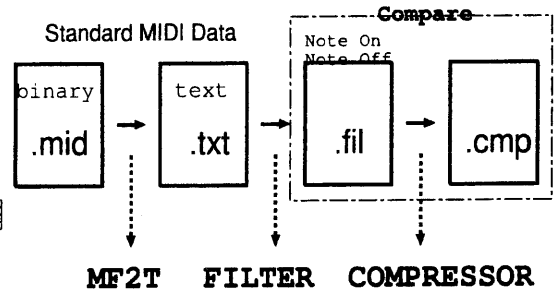 Compare
Standard MIDI Data
Note On
Note Off
binary
text
.mid
.txt
.fil
.cmp
MF2T FILTER COMPRESSOR